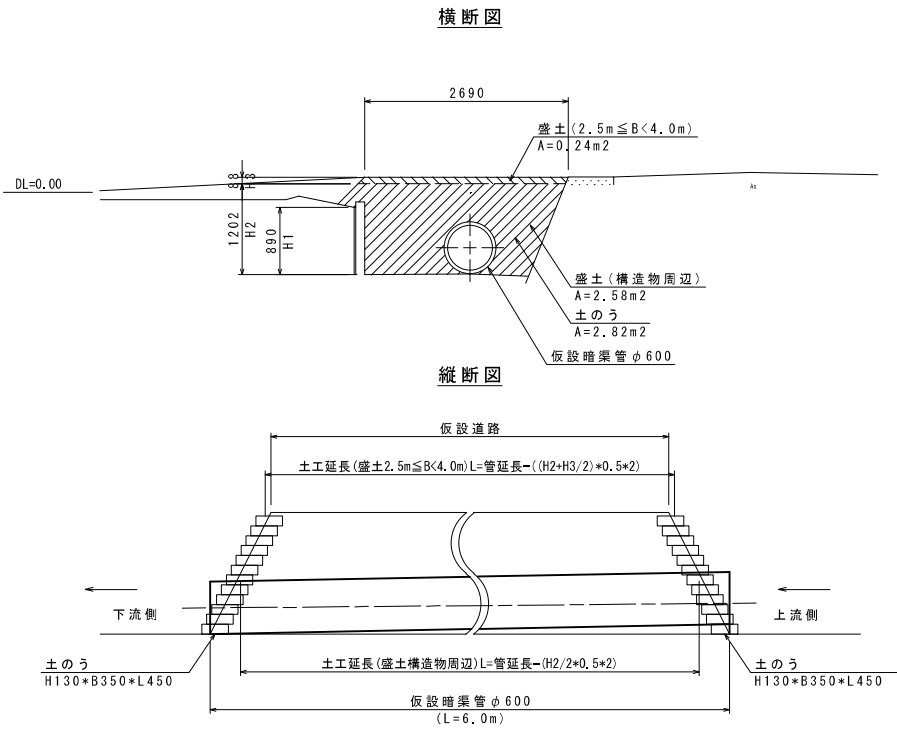 横断図
2690
盛土(2.5m≦B<4.0m)
A=0.24m2
DL=0.00
88
H3
1202
H2
890
H1
盛土(構造物周辺)
A=2.58m2
土のう
A=2.82m2
仮設暗渠管φ600
縦断図
仮設道路
土工延長(盛土2.5m≦B<4.0m)L=管延長-((H2+H3/2)*0.5*2)
下流側
上流側
土のう
H130*B350*L450
土工延長(盛土構造物周辺)L=管延長-(H2/2*0.5*2)
土のう
H130*B350*L450
仮設暗渠管φ600
(L=6.0m)